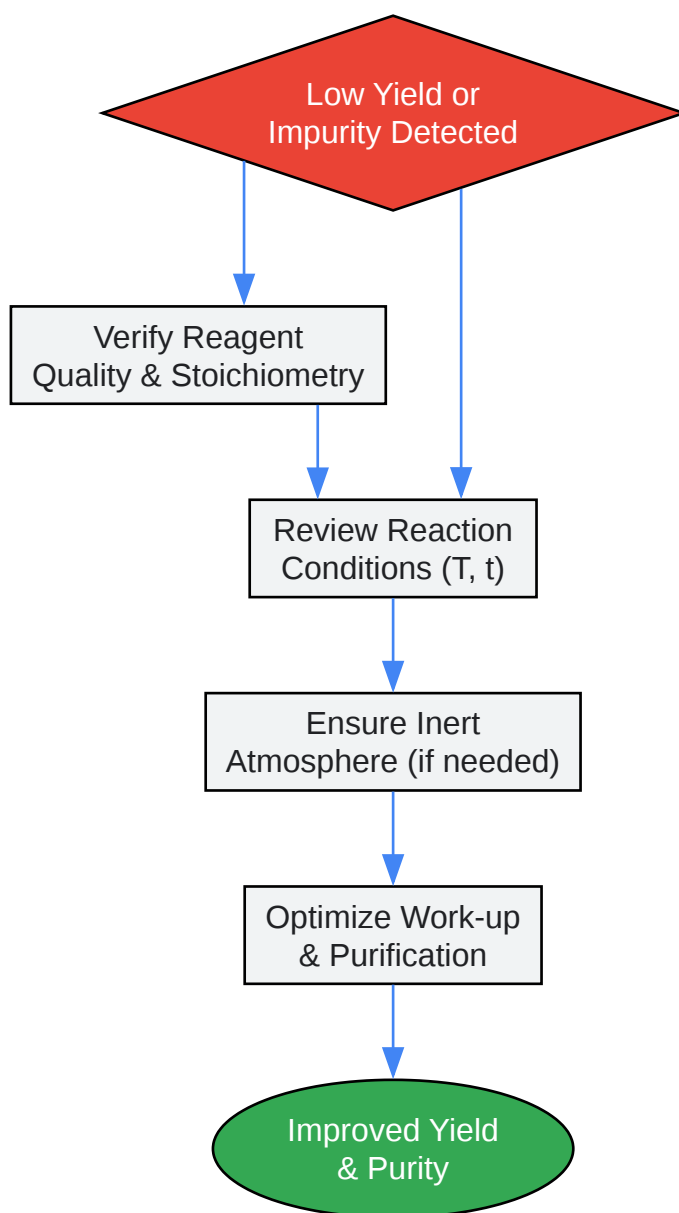 Low Yield or
Impurity Detected
Verify Reagent
Quality & Stoichiometry
Review Reaction
Conditions (T, t)
Ensure Inert
Atmosphere (if needed)
Optimize Work-up
& Purification
Improved Yield
& Purity